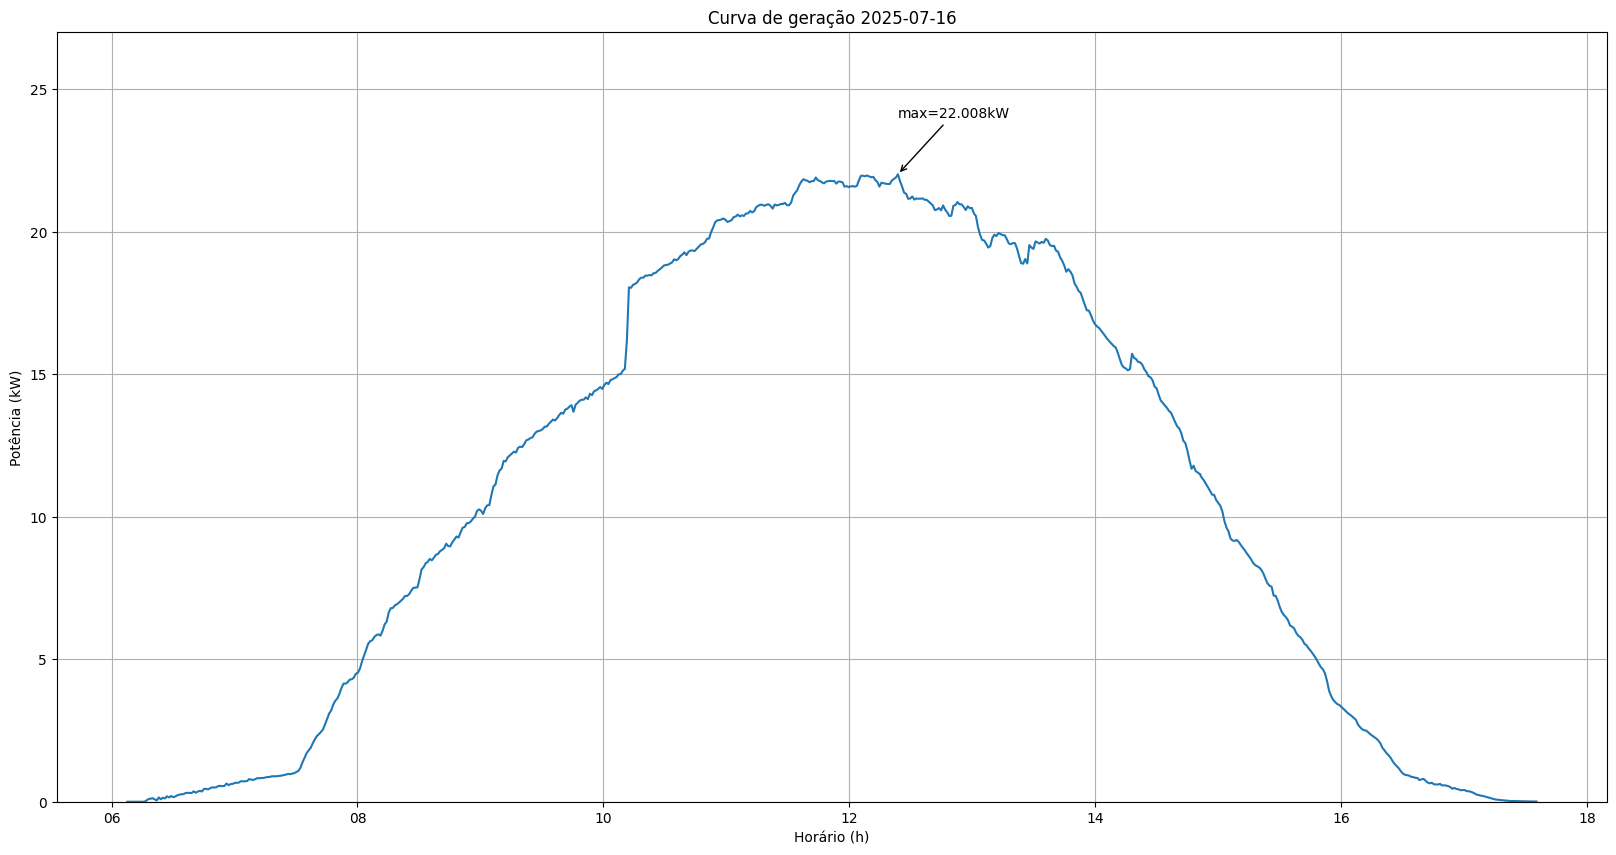 Curva de geração 2025-07-16
25
max=22.008kW
20
15
Potência (kW)
10
5
0
06 08 10 12 14 16 18
Horário (h)